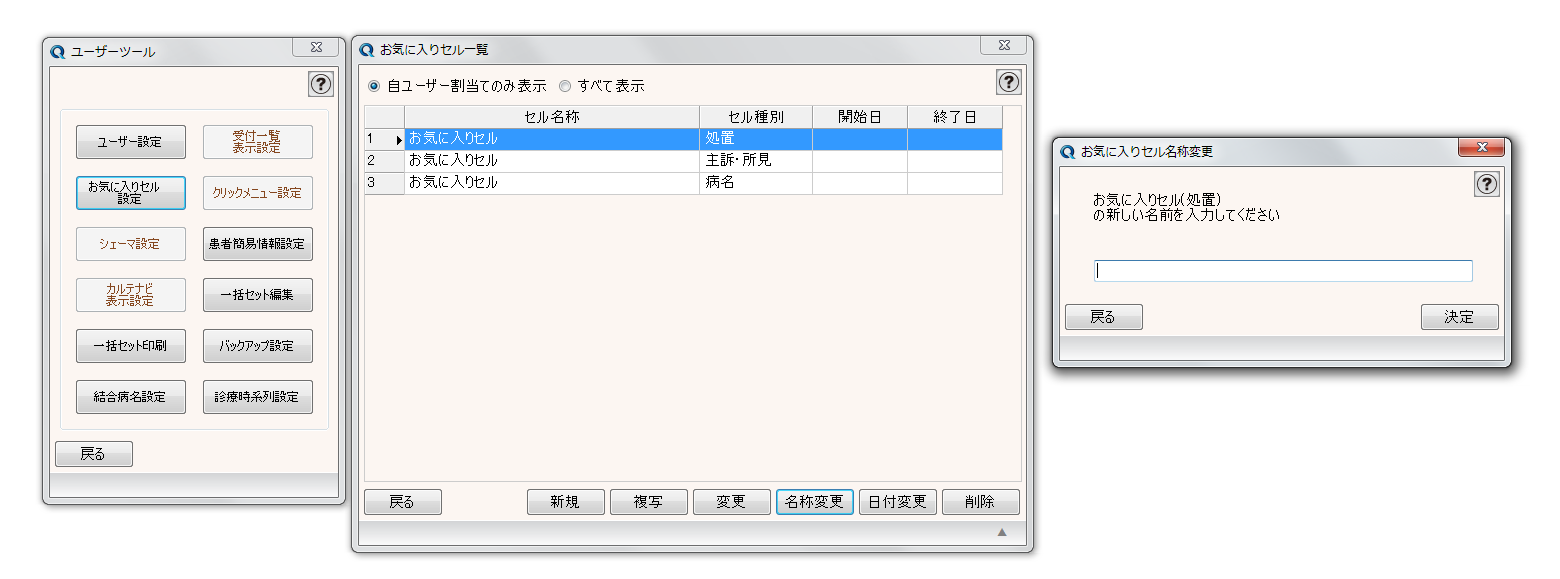 ユーザーツール
?
ユーザー設定
受付一覧
表示設定
お気に入りセル
設定
クリックメニュー設定
シェーマ設定
患者簡易情報設定
カルテナビ
表示設定
一括セット編集
一括セット印刷
バックアップ設定
結合病名設定
診療時系列設定
戻る
お気に入りセル一覧
自ユーザー割当てのみ表示 すべて表示
?
セル名称 セル種別 開始日 終了日
1 お気に入りセル 処置
2 お気に入りセル 主訴・所見
3 お気に入りセル 病名
戻る 新規 複写 変更 名称変更 日付変更 削除
お気に入りセル名称変更
?
お気に入りセル(処置)
の新しい名前を入力してください
戻る 決定